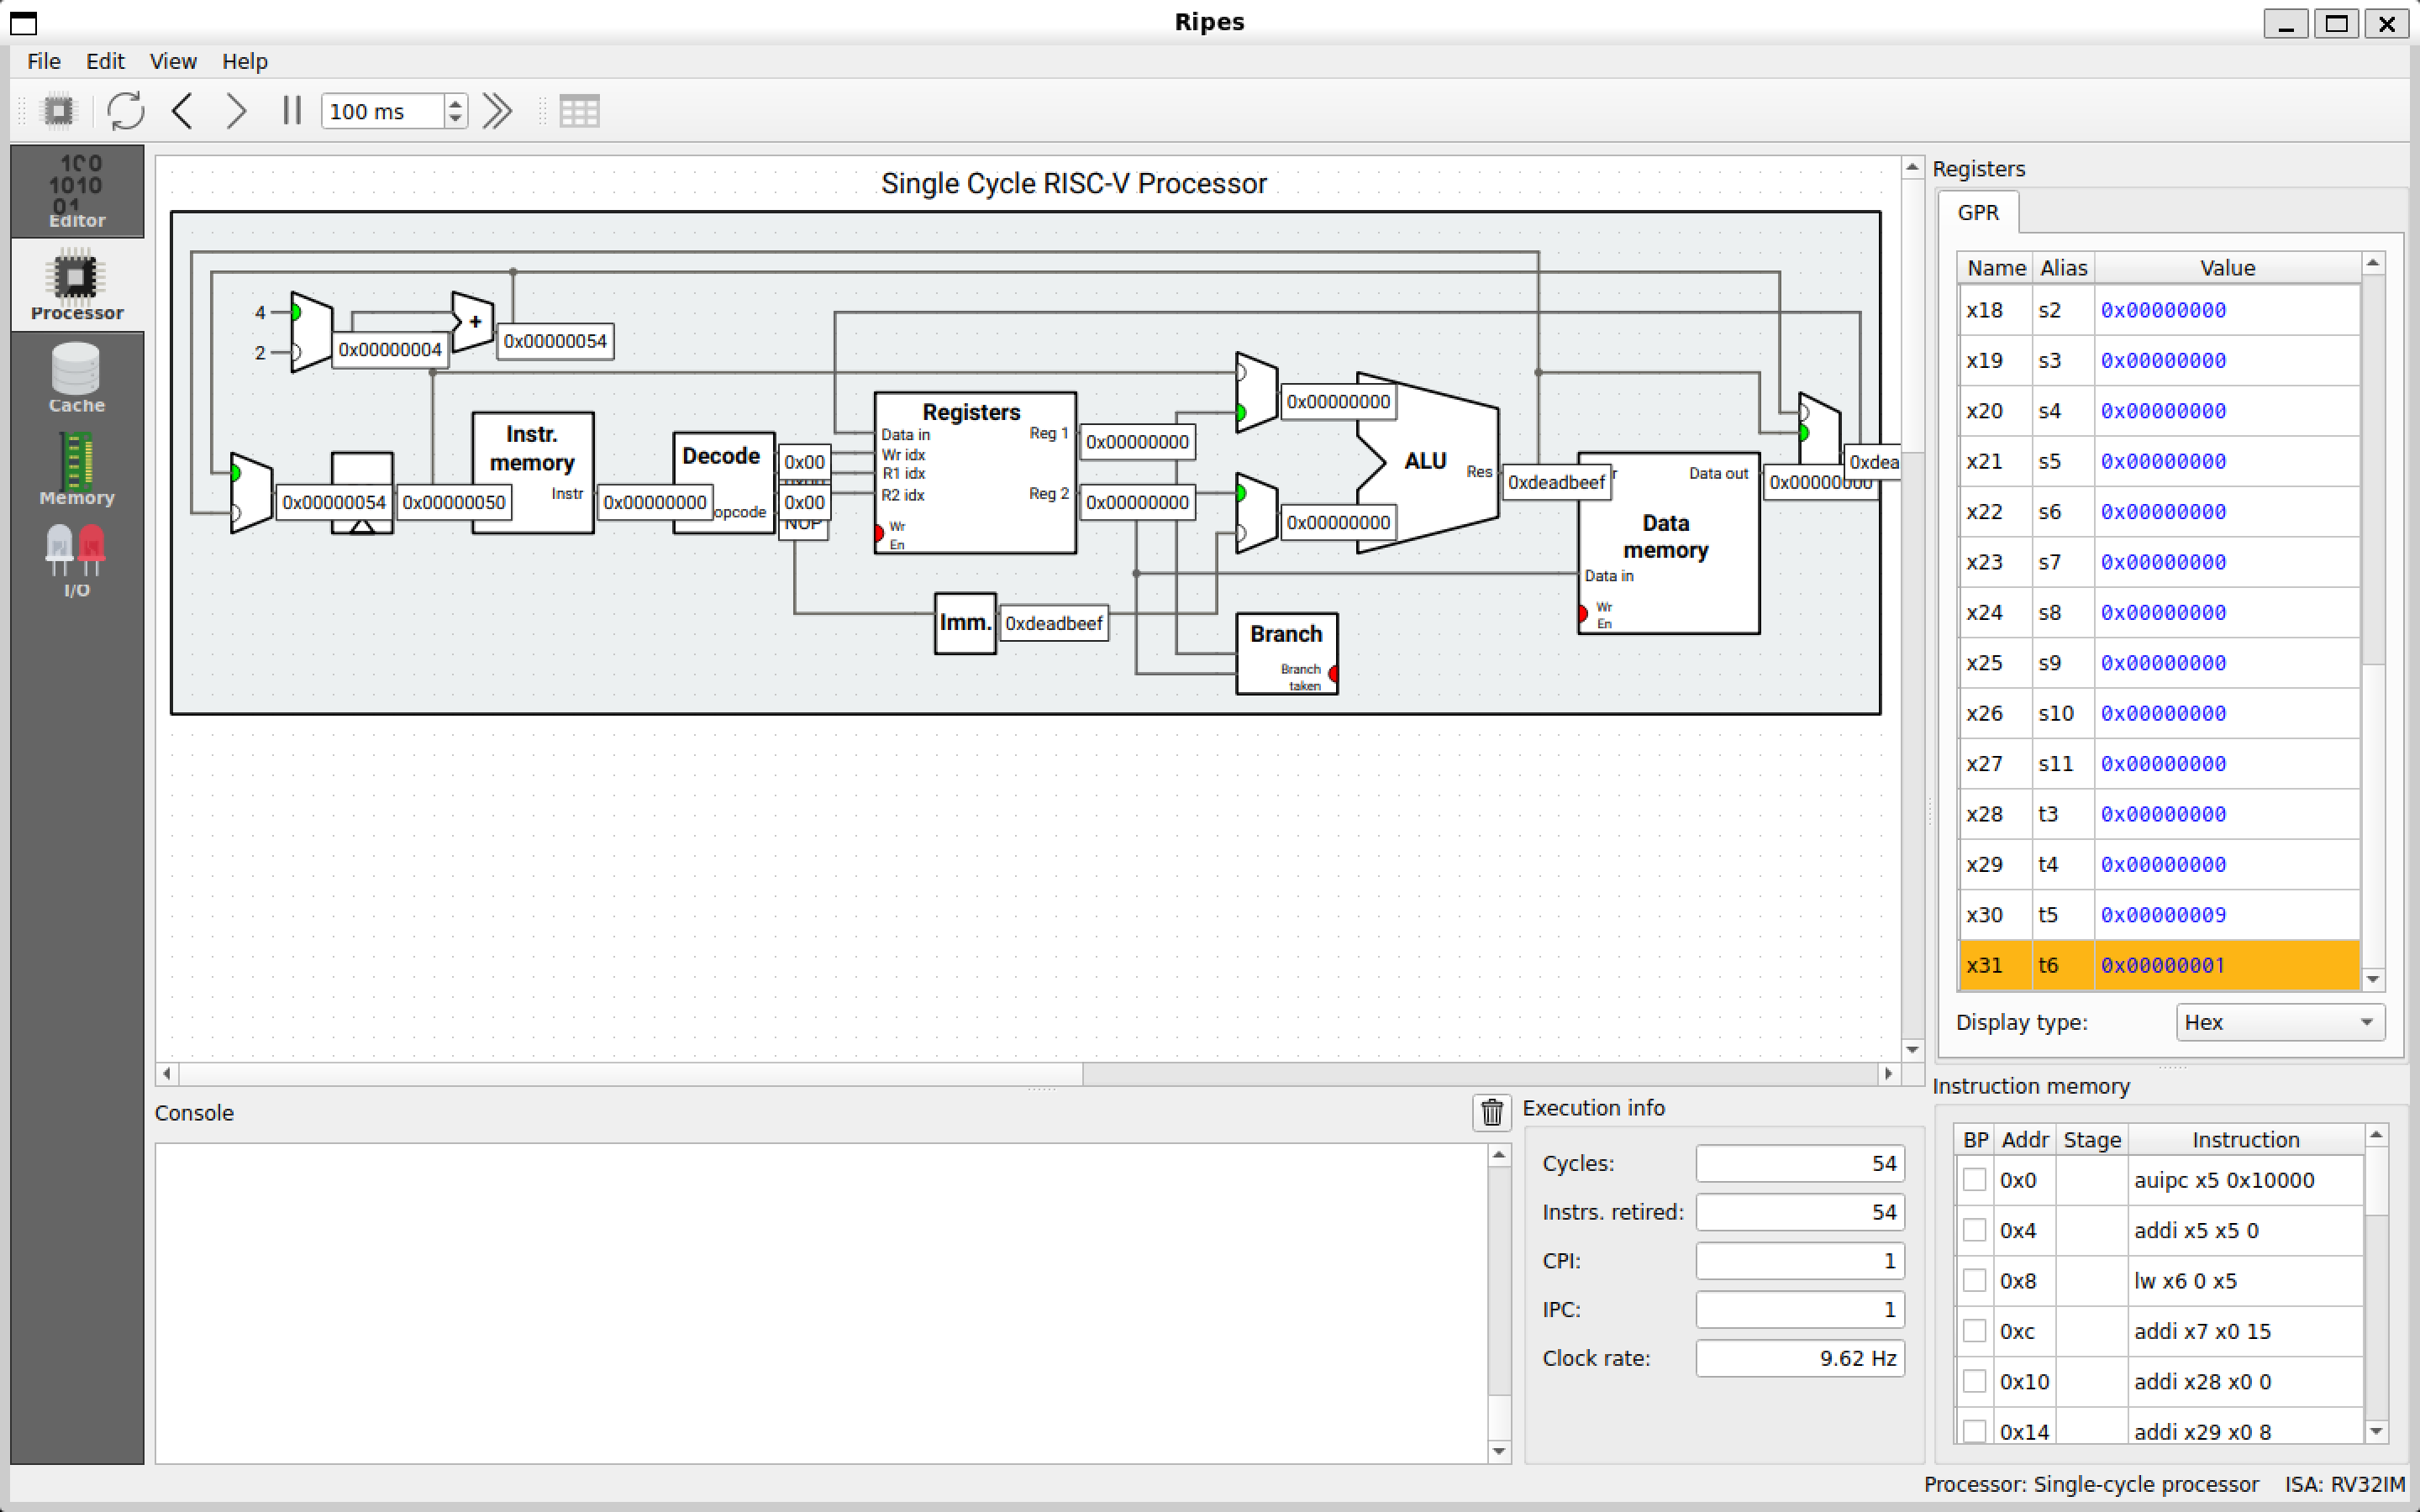 Ripes
File Edit View Help
100 ms
Editor
Processor
Cache
Memory
I/O
Single Cycle RISC-V Processor
4
2
0x00000004
+
0x00000054
0x00000054
0x00000050
Instr.
memory
Instr
0x00000000
Decode
opcode
0x00
0x00
NOP
Registers
Data in
Wr idx
R1 idx
R2 idx
Wr
En
Reg 1
Reg 2
0x00000000
0x00000000
Imm.
0xdeadbeef
0x00000000
0x00000000
ALU
Res
0xdeadbeef
r
Data
memory
Data out
Data in
Wr
En
0x00000000
0xdea
Branch
Branch
taken
Registers
GPR
Name Alias Value
x18 s2 0x00000000
x19 s3 0x00000000
x20 s4 0x00000000
x21 s5 0x00000000
x22 s6 0x00000000
x23 s7 0x00000000
x24 s8 0x00000000
x25 s9 0x00000000
x26 s10 0x00000000
x27 s11 0x00000000
x28 t3 0x00000000
x29 t4 0x00000000
x30 t5 0x00000009
x31 t6 0x00000001
Display type: Hex
Console
Execution info
Cycles: 54
Instrs. retired: 54
CPI: 1
IPC: 1
Clock rate: 9.62 Hz
Instruction memory
BP Addr Stage Instruction
0x0 auipc x5 0x10000
0x4 addi x5 x5 0
0x8 lw x6 0 x5
0xc addi x7 x0 15
0x10 addi x28 x0 0
0x14 addi x29 x0 8
Processor: Single-cycle processor ISA: RV32IM